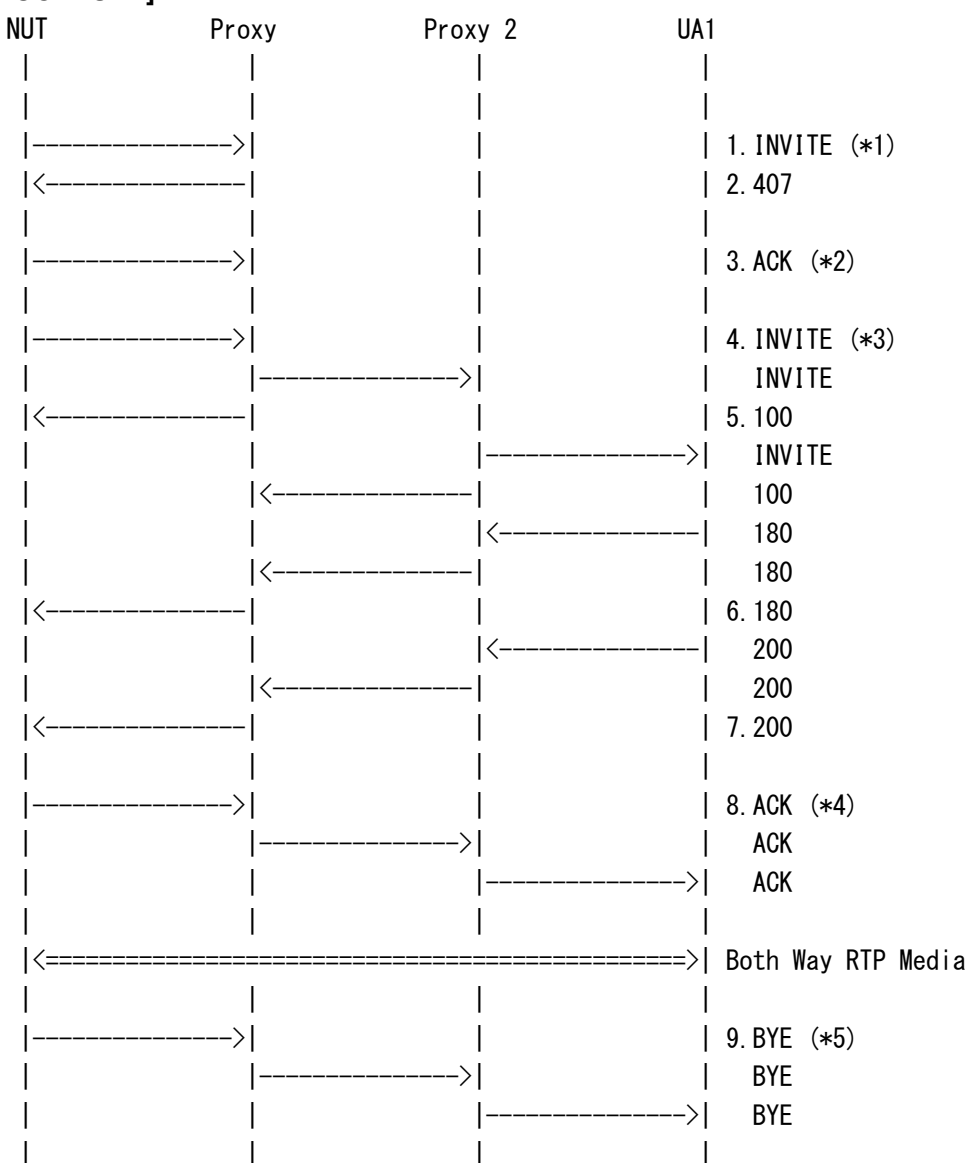 NUT Proxy Proxy 2 UA1
| | | |
| | | |
|--------------->| | | 1. INVITE (*1)
|<---------------| | | 2. 407
| | | |
|--------------->| | | 3. ACK (*2)
| | | |
|--------------->| | | 4. INVITE (*3)
| |--------------->| | INVITE
|<---------------| | | 5. 100
| | |--------------->| INVITE
| |<---------------| | 100
| | |<---------------| 180
| |<---------------| | 180
|<---------------| | | 6. 180
| | |<---------------| 200
| |<---------------| | 200
|<---------------| | | 7. 200
| | | |
|--------------->| | | 8. ACK (*4)
| |--------------->| | ACK
| | |--------------->| ACK
| | | |
|<================================================>| Both Way RTP Media
| | | |
|--------------->| | | 9. BYE (*5)
| |--------------->| | BYE
| | |--------------->| BYE
| | | |